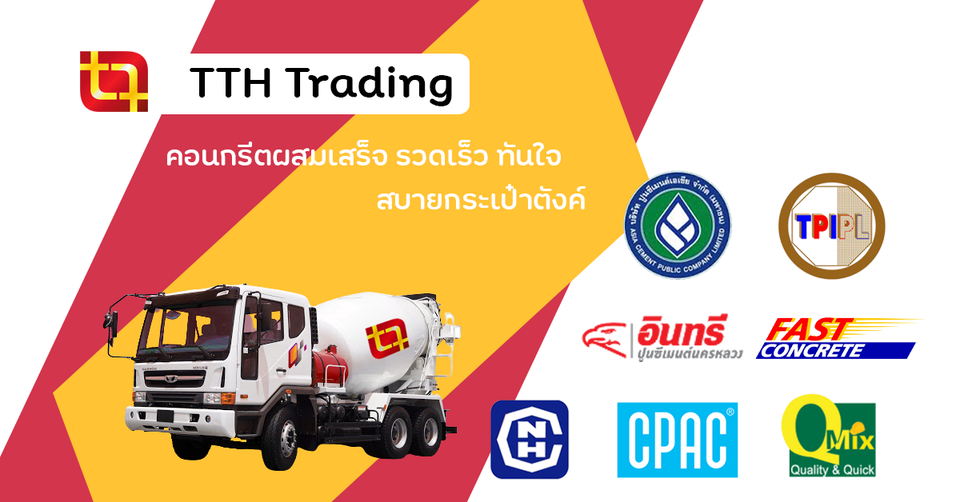 TTH Trading
คอนกรีตผสมเสร็จ รวดเร็ว ทันใจ
สบายกระเป๋าตังค์
บริษัท ปูนซีเมนต์เอเซีย จำกัด (มหาชน)
ASIA CEMENT PUBLIC COMPANY LIMITED
TPIPL
อินทรี
ปูนซีเมนต์นครหลวง
FAST
CONCRETE
CNH
CPAC®
QMix
Quality & Quick